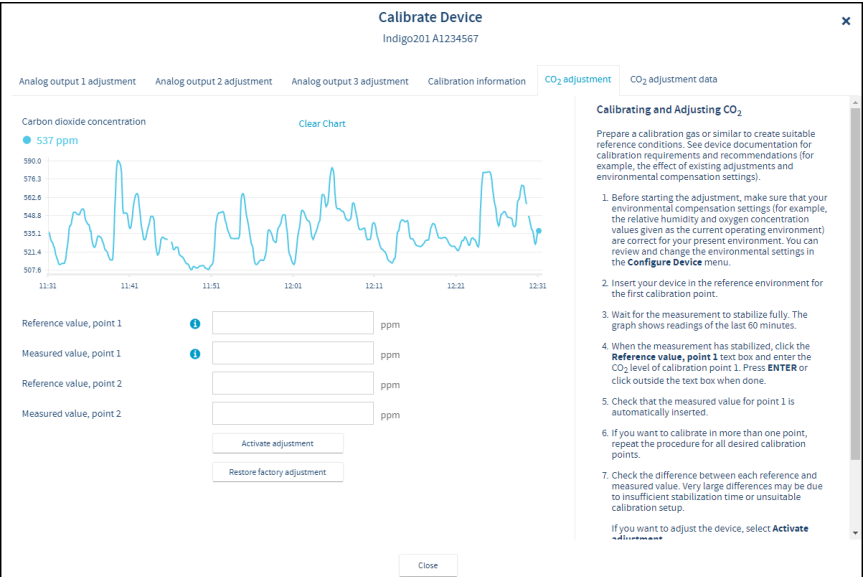 Calibrate Device
Indigo201 A1234567
Analog output 1 adjustment
Analog output 2 adjustment
Analog output 3 adjustment
Calibration information
CO2 adjustment
CO2 adjustment data
Carbon dioxide concentration
Clear Chart
537 ppm
590.0
576.3
562.6
548.8
535.1
521.4
507.6
11:31
11:41
11:51
12:01
12:11
12:21
12:31
Reference value, point 1
ppm
Measured value, point 1
ppm
Reference value, point 2
ppm
Measured value, point 2
ppm
Activate adjustment
Restore factory adjustment
Calibrating and Adjusting CO2
Prepare a calibration gas or similar to create suitable
reference conditions. See device documentation for
calibration requirements and recommendations (for
example, the effect of existing adjustments and
environmental compensation settings).
1. Before starting the adjustment, make sure that your
environmental compensation settings (for example,
the relative humidity and oxygen concentration
values given as the current operating environment)
are correct for your present environment. You can
review and change the environmental settings in
the Configure Device menu.
2. Insert your device in the reference environment for
the first calibration point.
3. Wait for the measurement to stabilize fully. The
graph shows readings of the last 60 minutes.
4. When the measurement has stabilized, click the
Reference value, point 1 text box and enter the
CO2 level of calibration point 1. Press ENTER or
click outside the text box when done.
5. Check that the measured value for point 1 is
automatically inserted.
6. If you want to calibrate in more than one point,
repeat the procedure for all desired calibration
points.
7. Check the difference between each reference and
measured value. Very large differences may be due
to insufficient stabilization time or unsuitable
calibration setup.
If you want to adjust the device, select Activate
adjustment
Close